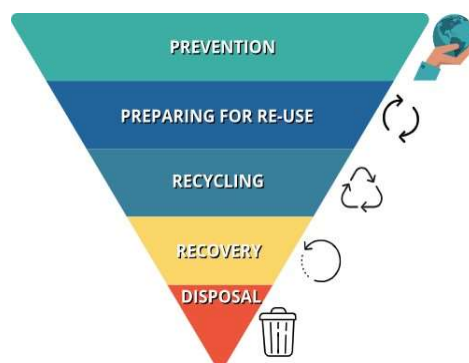 PREVENTION
PREPARING FOR RE-USE
RECYCLING
RECOVERY
DISPOSAL